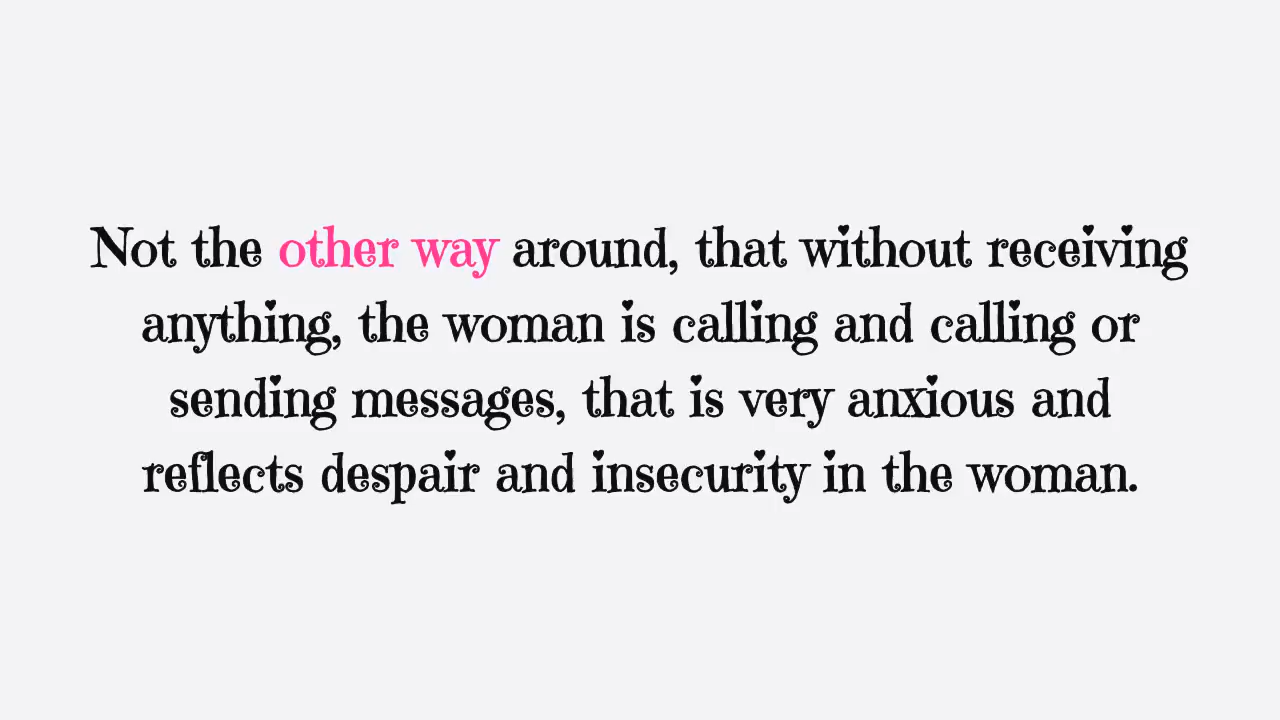 Not the other way around, that without receiving
anything, the woman is calling and calling or
sending messages, that is very anxious and
reflects despair and insecurity in the woman.